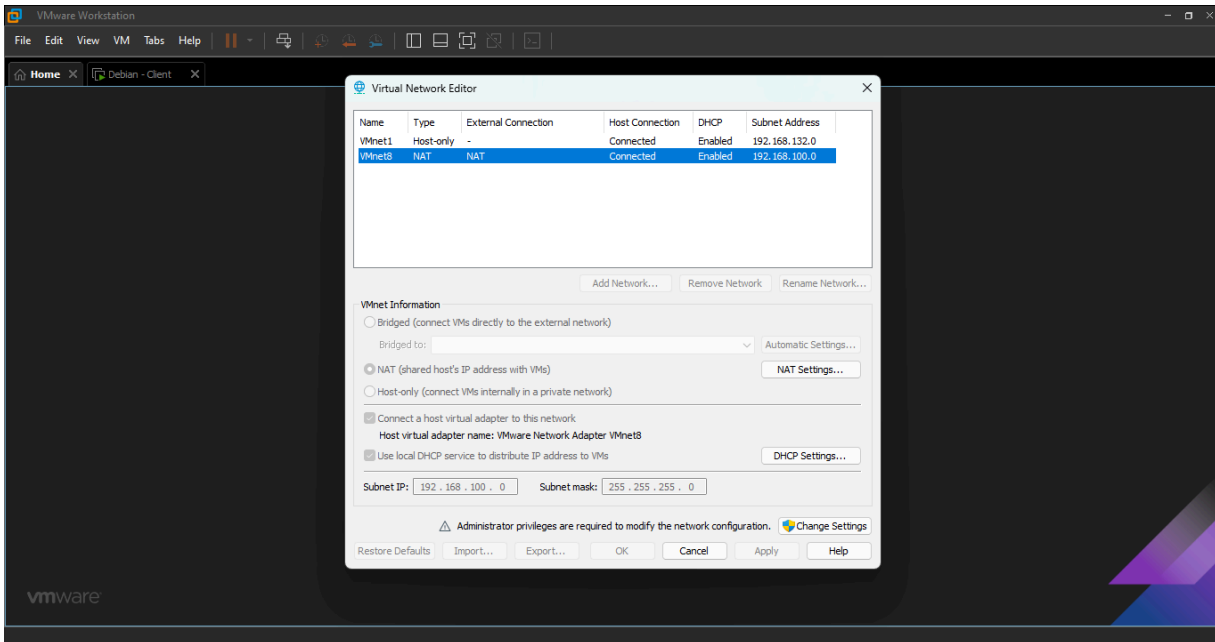 VMware Workstation
File Edit View VM Tabs Help
Home Debian - Client
Virtual Network Editor
Name Type External Connection Host Connection DHCP Subnet Address
VMnet1 Host-only - Connected Enabled 192.168.132.0
VMnet8 NAT NAT Connected Enabled 192.168.100.0
Add Network... Remove Network Rename Network...
VMnet Information
Bridged (connect VMs directly to the external network)
Bridged to: Automatic Settings...
NAT (shared host's IP address with VMs) NAT Settings...
Host-only (connect VMs internally in a private network)
Connect a host virtual adapter to this network
Host virtual adapter name: VMware Network Adapter VMnet8
Use local DHCP service to distribute IP address to VMs DHCP Settings...
Subnet IP: 192 . 168 . 100 . 0 Subnet mask: 255 . 255 . 255 . 0
Administrator privileges are required to modify the network configuration. Change Settings
Restore Defaults Import... Export... OK Cancel Apply Help
vmware